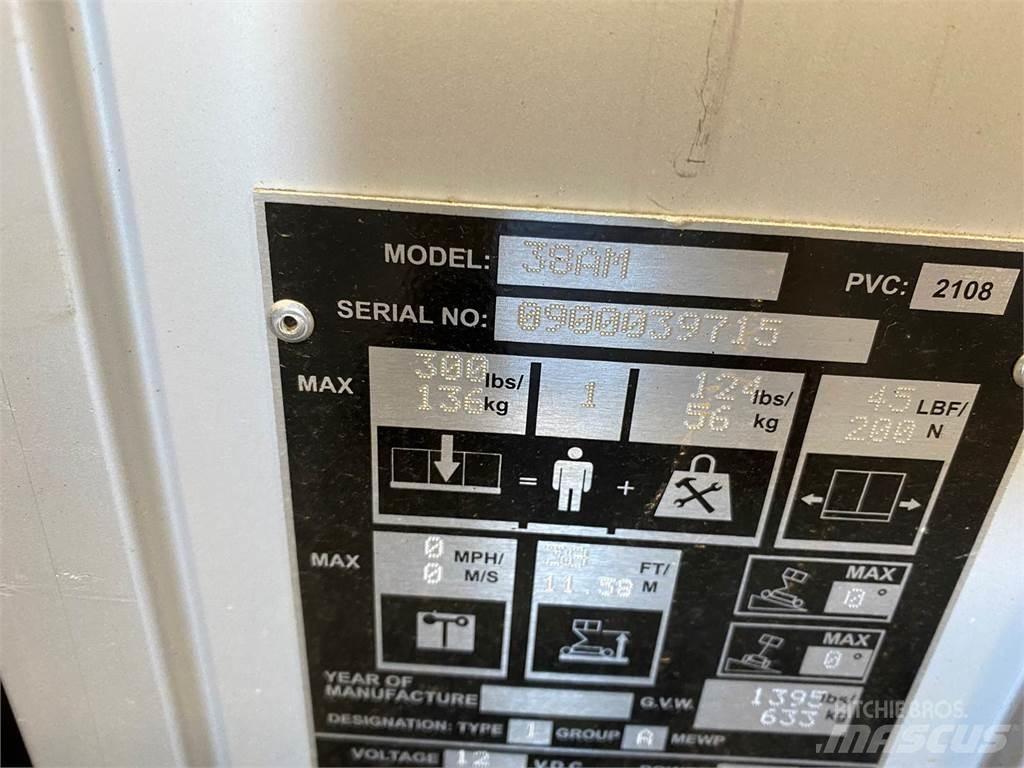 MODEL: 38AM
PVC: 2108
SERIAL NO: 0900039715
MAX 300 lbs/ 1 124 lbs/ 45 LBF/
136 kg 56 kg 200 N
= +
MAX 0 MPH/ FT/ MAX
0 M/S 11.58 M 0°
MAX
0°
YEAR OF
MANUFACTURE G.V.W. 1395 lbs/
633
DESIGNATION: TYPE 1 GROUP A MEWP
VOLTAGE 12 V.D.C.
RITCHIE BROS.
MASCUS